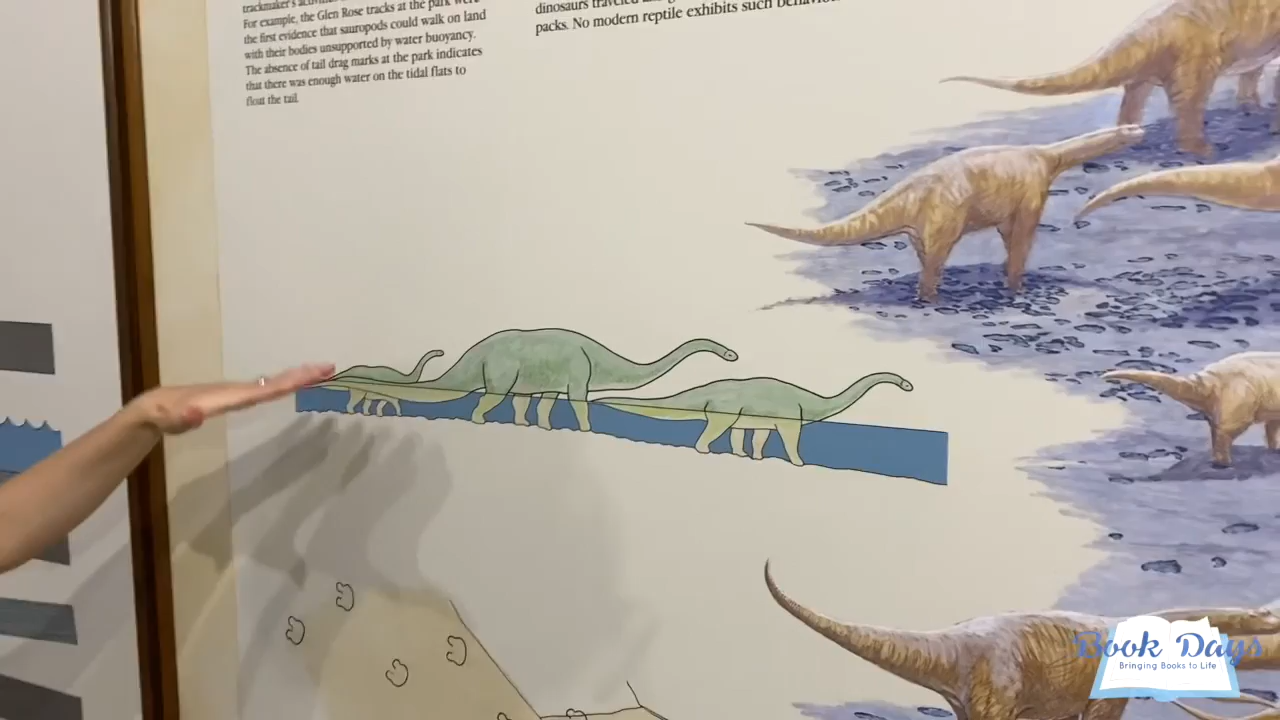 trackmaker's
For example, the Glen Rose tracks at the park were
the first evidence that sauropods could walk on land
with their bodies unsupported by water buoyancy.
The absence of tail drag marks at the park indicates
that there was enough water on the tidal flats to
float the tail.
dinosaurs traveled
packs. No modern reptile exhibits such
Book Days
Bringing Books to Life